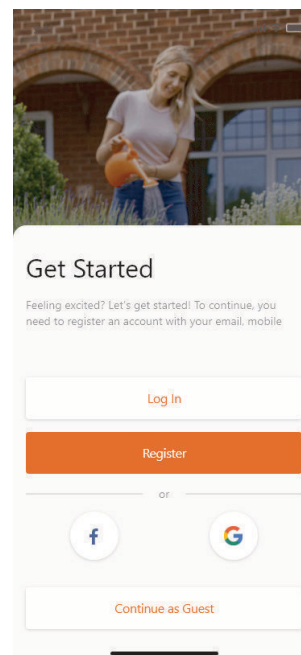 Get Started
Feeling excited? Let's get started! To continue, you
need to register an account with your email, mobile
Log In
Register
or
f
G
Continue as Guest